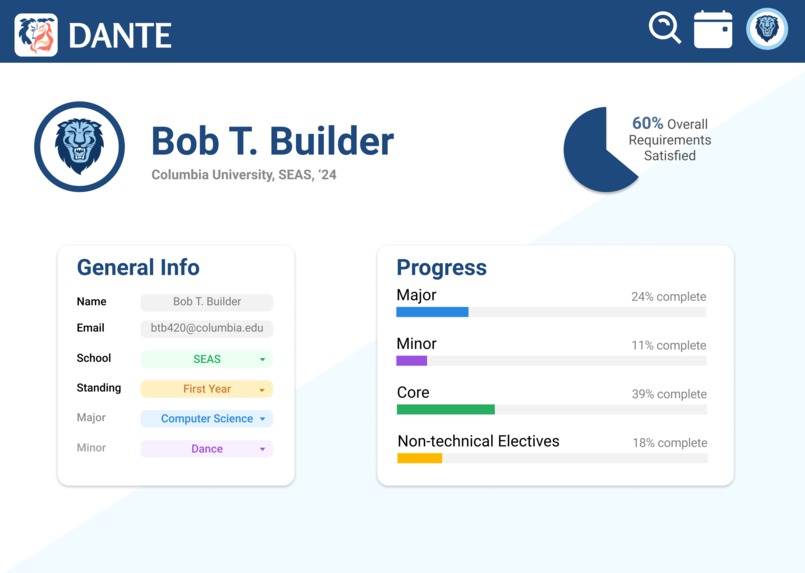 DANTE
Bob T. Builder
Columbia University, SEAS, ‘24
60% Overall
Requirements
Satisfied
General Info
Name Bob T. Builder
Email btb420@columbia.edu
School SEAS
Standing First Year
Major Computer Science
Minor Dance
Progress
Major 24% complete
Minor 11% complete
Core 39% complete
Non-technical Electives 18% complete